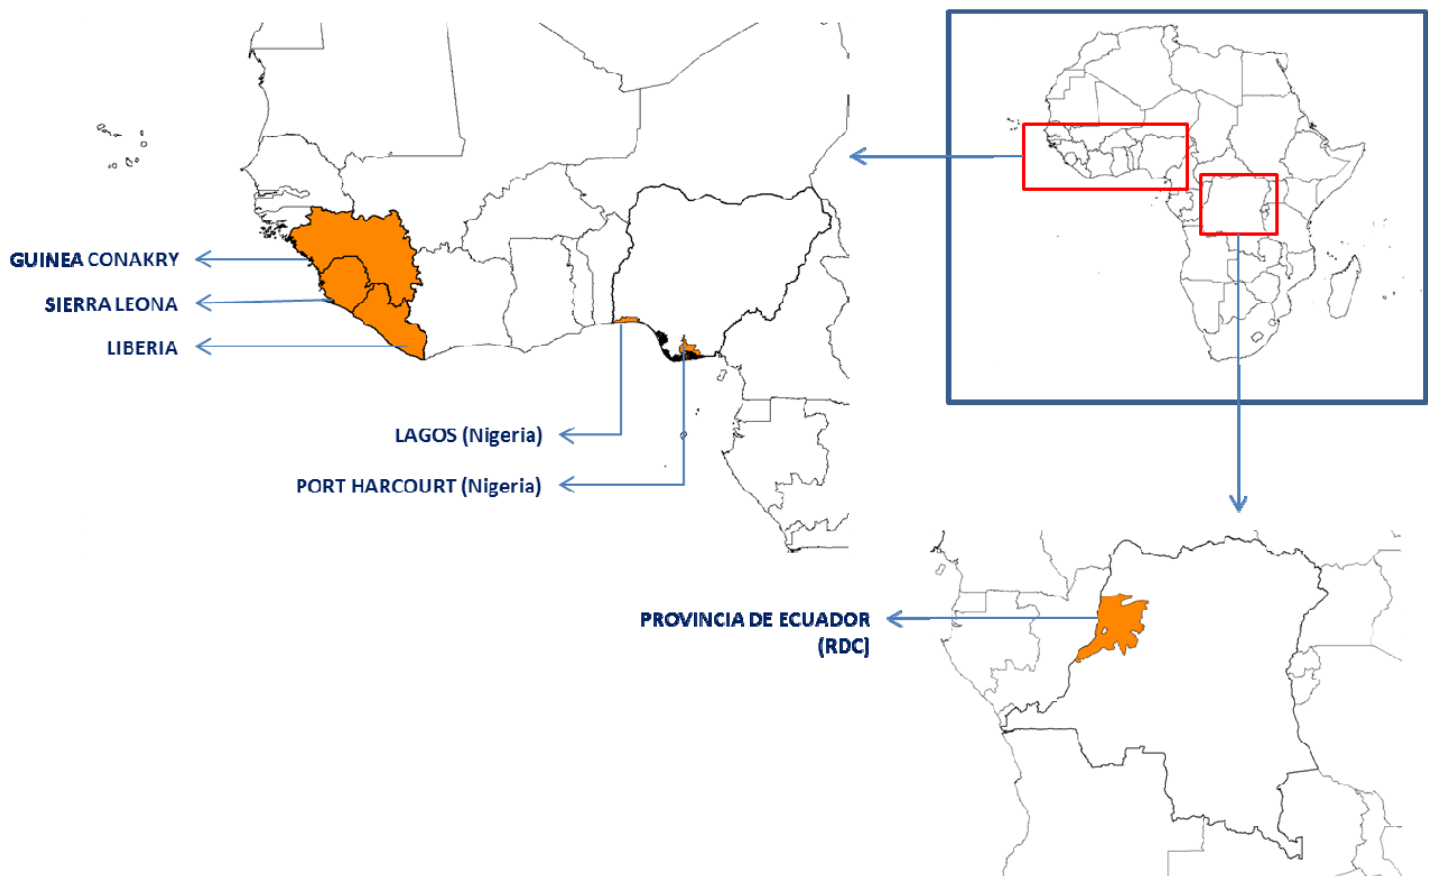 GUINEA CONAKRY
SIERRA LEONA
LIBERIA
LAGOS (Nigeria)
PORT HARCOURT (Nigeria)
PROVINCIA DE ECUADOR
(RDC)